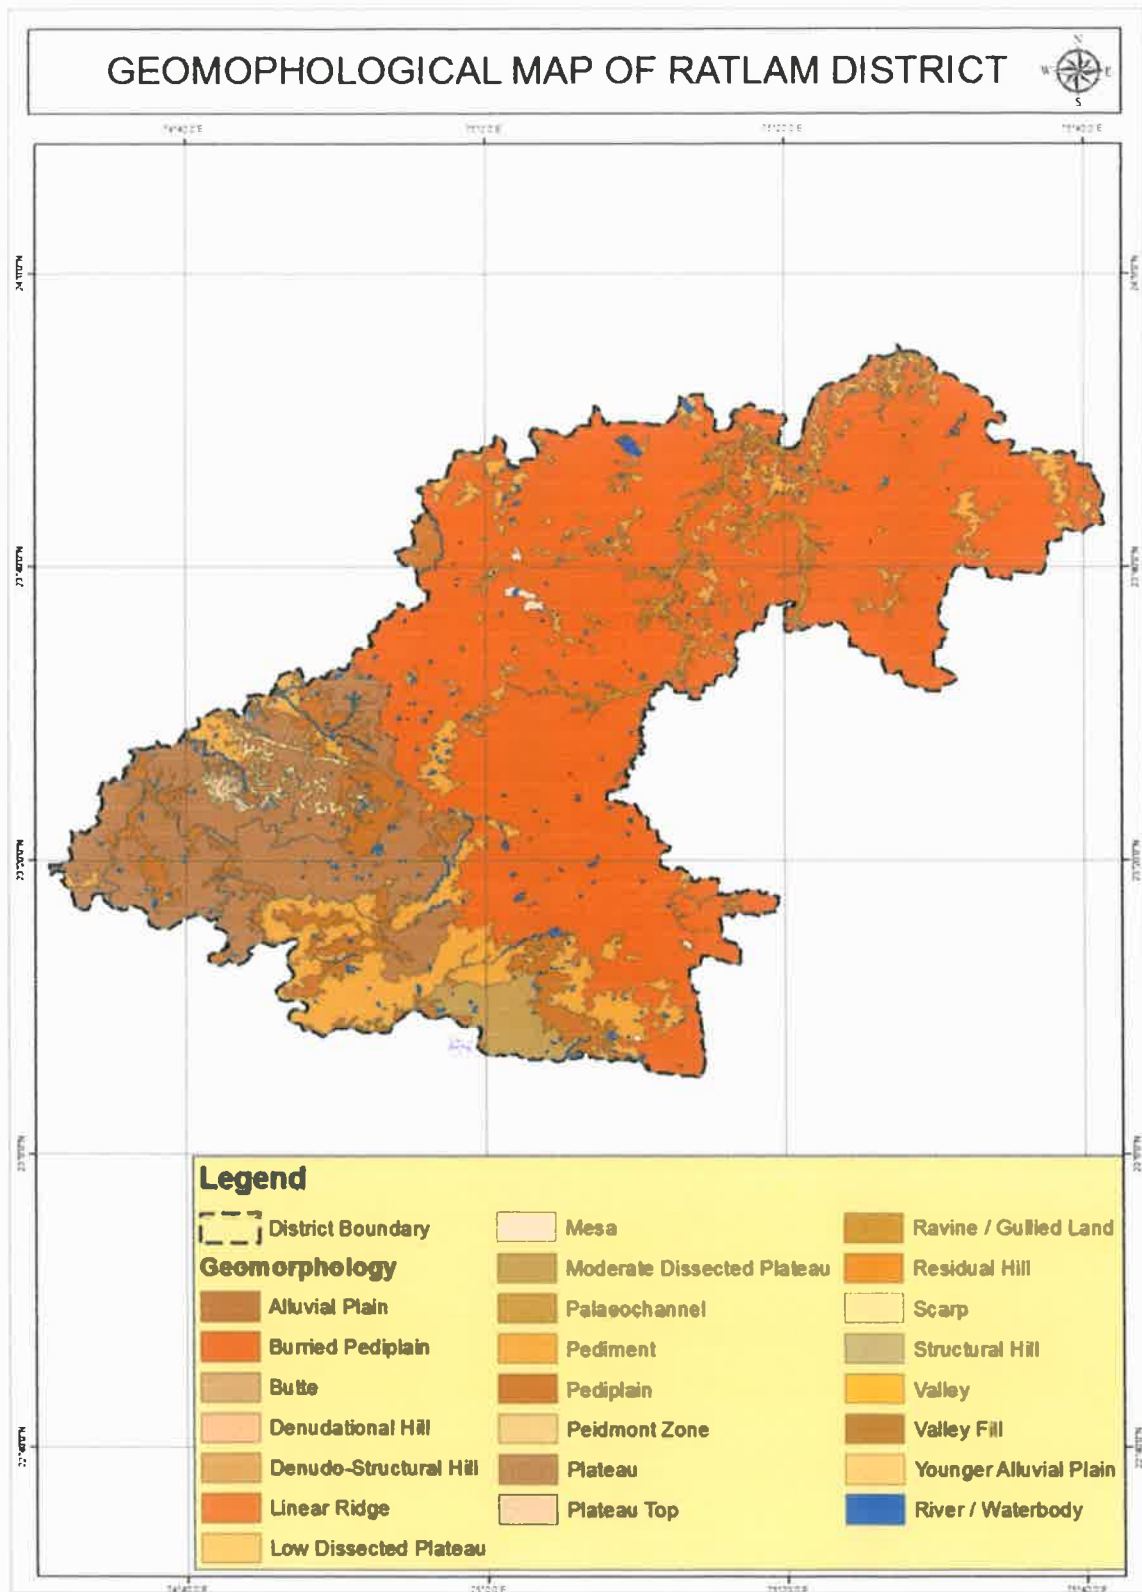 GEOMOPHOLOGICAL MAP OF RATLAM DISTRICT
N
W
E
S
Legend
District Boundary
Geomorphology
Alluvial Plain
Burried Pediplain
Butte
Denudational Hill
Denudo-Structural Hill
Linear Ridge
Low Dissected Plateau
Mesa
Moderate Dissected Plateau
Palaeochannel
Pediment
Pediplain
Peidmont Zone
Plateau
Plateau Top
Ravine / Gullied Land
Residual Hill
Scarp
Structural Hill
Valley
Valley Fill
Younger Alluvial Plain
River / Waterbody